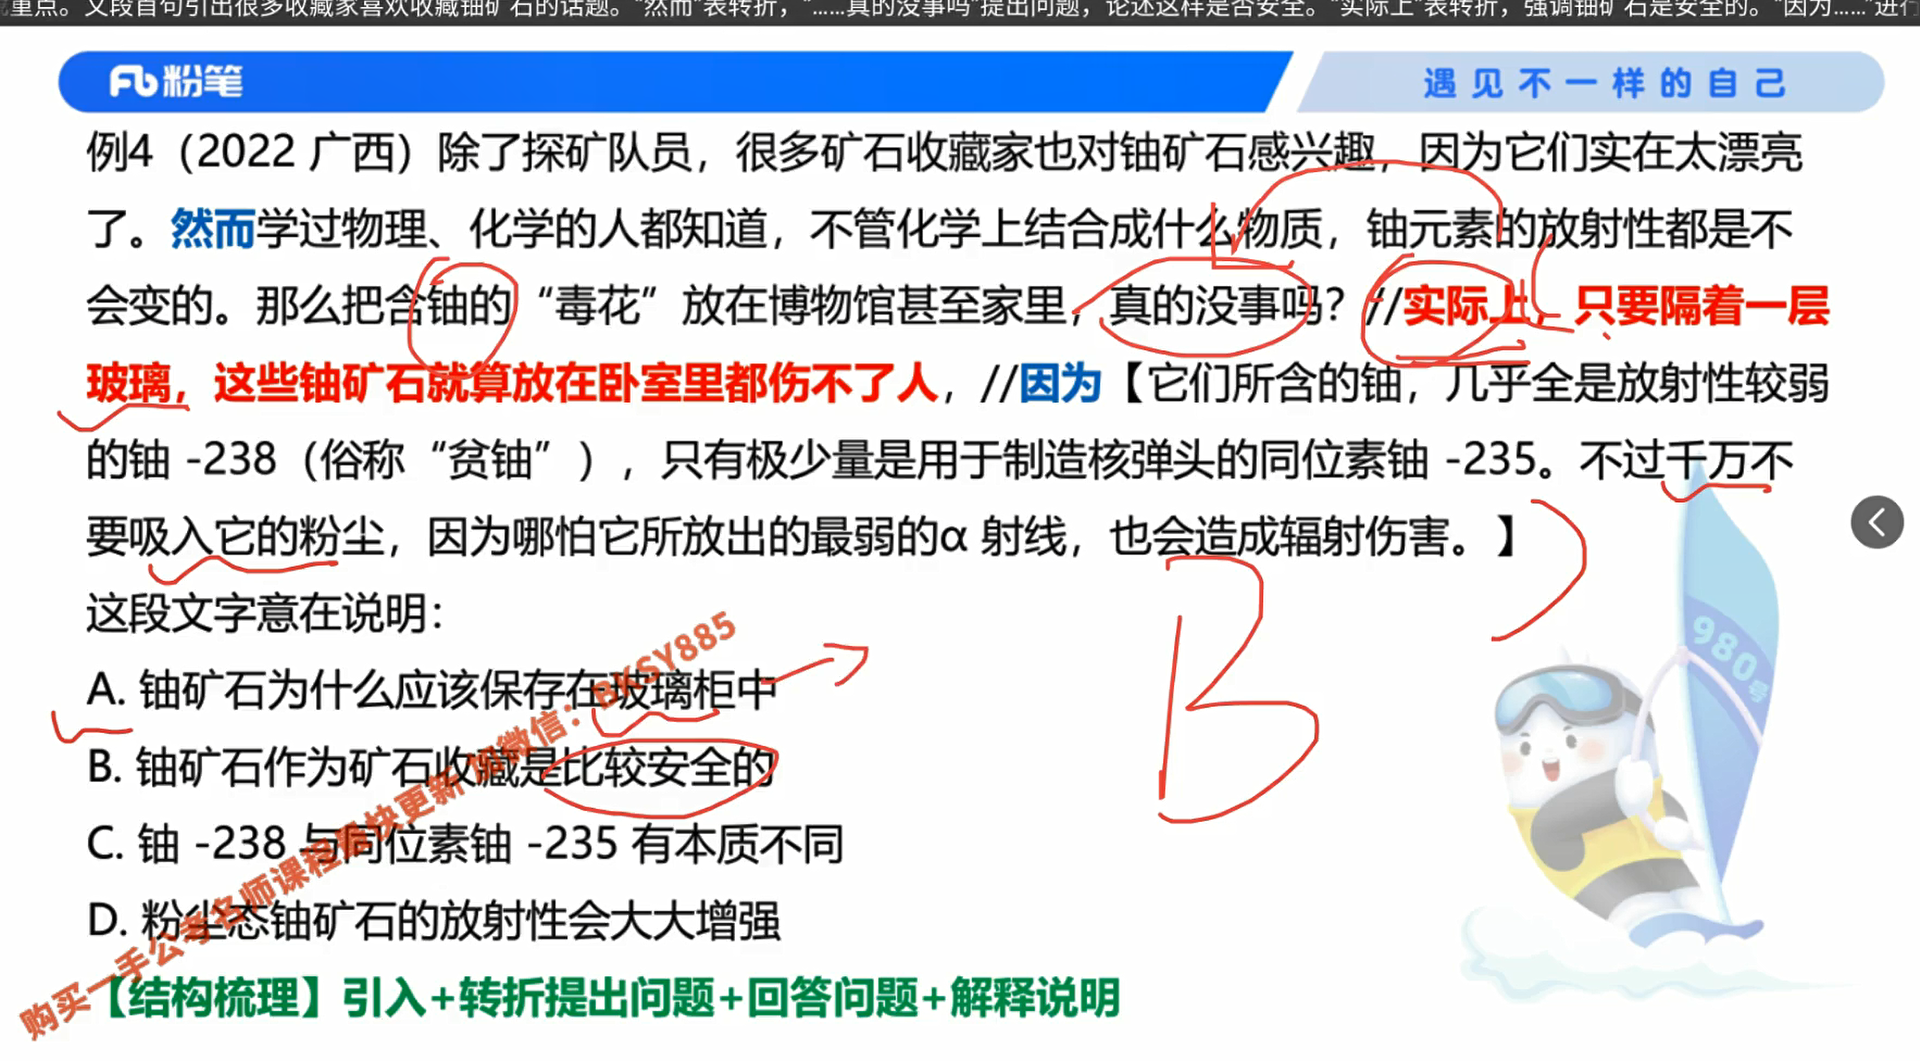 重点。文段首句引出很多收藏家喜欢收藏铀矿石的话题。“然而”表转折，“……真的没事吗”提出问题，论述这样是否安全。“实际上”表转折，强调铀矿石是安全的。“因为……”进行
粉笔
遇见不一样的自己
例4（2022 广西）除了探矿队员，很多矿石收藏家也对铀矿石感兴趣，因为它们实在太漂亮
了。然而学过物理、化学的人都知道，不管化学上结合成什么物质，铀元素的放射性都是不
会变的。那么把含铀的“毒花”放在博物馆甚至家里，真的没事吗？//实际上，只要隔着一层
玻璃，这些铀矿石就算放在卧室里都伤不了人，//因为【它们所含的铀，几乎全是放射性较弱
的铀 -238（俗称“贫铀”），只有极少量是用于制造核弹头的同位素铀 -235。不过千万不
要吸入它的粉尘，因为哪怕它所放出的最弱的α 射线，也会造成辐射伤害。】
这段文字意在说明：
A. 铀矿石为什么应该保存在玻璃柜中
B. 铀矿石作为矿石收藏是比较安全的
C. 铀 -238 与同位素铀 -235 有本质不同
D. 粉尘态铀矿石的放射性会大大增强
【结构梳理】引入+转折提出问题+回答问题+解释说明
B
980号
购买一手公考名师课程最快更新 加微信：BKSY885